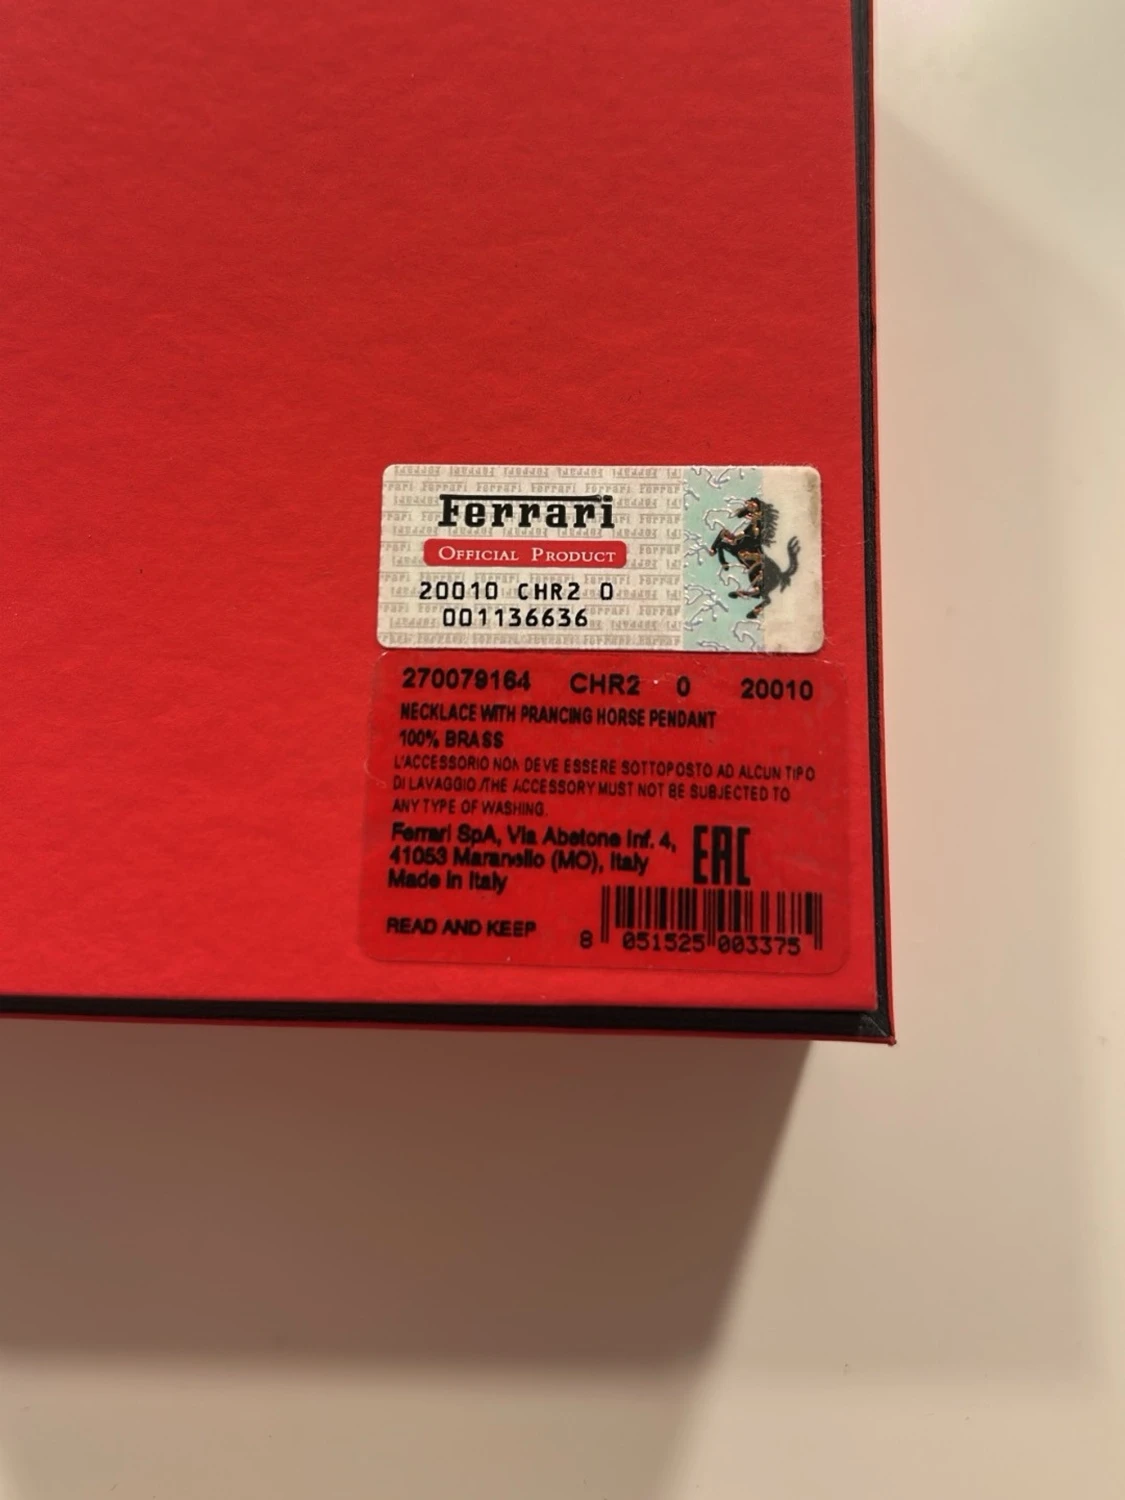 Ferrari
OFFICIAL PRODUCT
20010 CHR2 0
001136636
270079164 CHR2 0 20010
NECKLACE WITH PRANCING HORSE PENDANT
100% BRASS
L'ACCESSORIO NON DEVE ESSERE SOTTOPOSTO AD ALCUN TIPO
DI LAVAGGIO /THE ACCESSORY MUST NOT BE SUBJECTED TO
ANY TYPE OF WASHING.
Ferrari SpA, Via Abetone Inf. 4,
41053 Maranello (MO), Italy
Made in Italy
EAC
READ AND KEEP
8 051525 003375